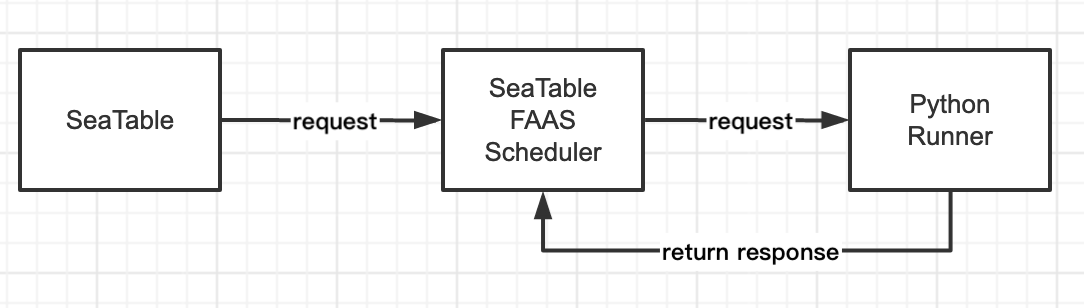 SeaTable
request
SeaTable
FAAS
Scheduler
request
Python
Runner
return response